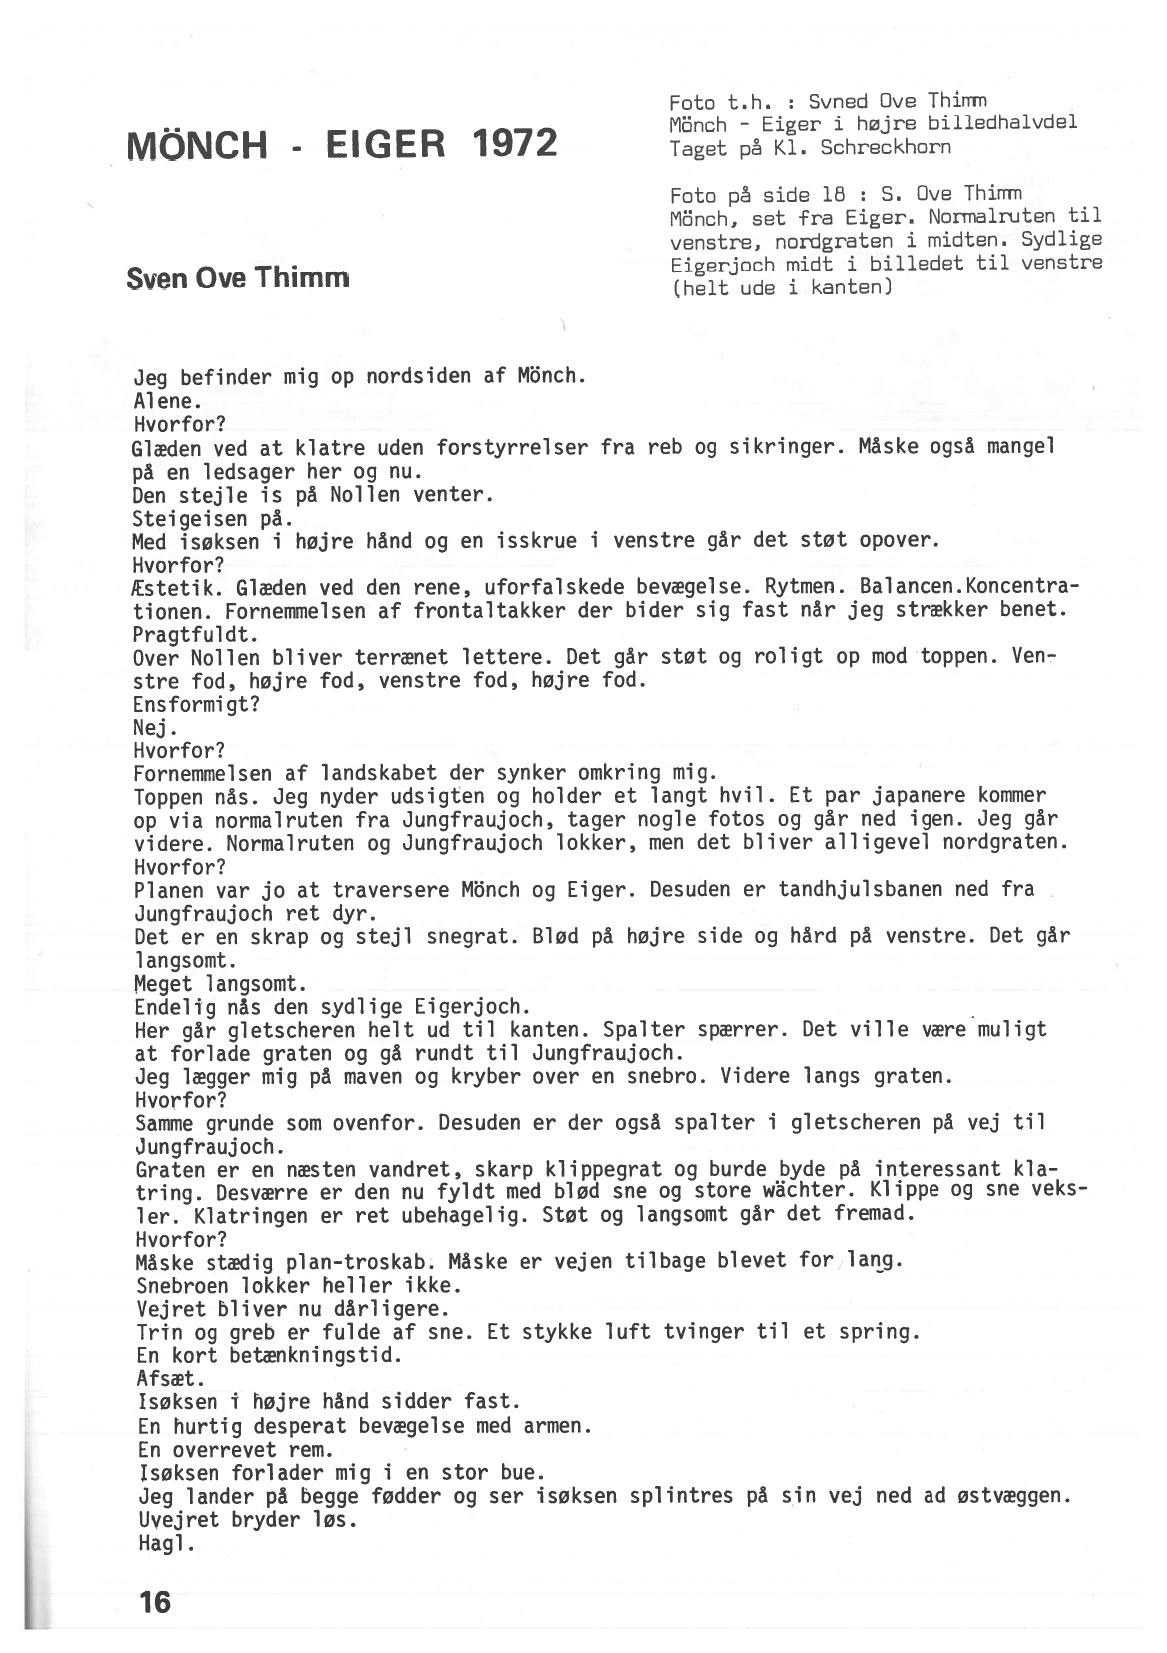 MÖNCH - EIGER 1972
Sven Ove Thimm
Foto t.h. : Svned Ove Thimm
Mönch - Eiger i højre billedhalvdel
Taget på Kl. Schreckhorn
Foto på side 18 : S. Ove Thimm
Mönch, set fra Eiger. Normalruten til
venstre, nordgraten i midten. Sydlige
Eigerjoch midt i billedet til venstre
(helt ude i kanten)
Jeg befinder mig op nordsiden af Mönch.
Alene.
Hvorfor?
Glæden ved at klatre uden forstyrrelser fra reb og sikringer. Måske også mangel
på en ledsager her og nu.
Den stejle is på Nollen venter.
Steigeisen på.
Med isøksen i højre hånd og en isskrue i venstre går det støt opover.
Hvorfor?
Æstetik. Glæden ved den rene, uforfalskede bevægelse. Rytmen. Balancen.Koncentra-
tionen. Fornemmelsen af frontaltakker der bider sig fast når jeg strækker benet.
Pragtfuldt.
Over Nollen bliver terrænet lettere. Det går støt og roligt op mod toppen. Ven-
stre fod, højre fod, venstre fod, højre fod.
Ensformigt?
Nej.
Hvorfor?
Fornemmelsen af landskabet der synker omkring mig.
Toppen nås. Jeg nyder udsigten og holder et langt hvil. Et par japanere kommer
op via normalruten fra Jungfraujoch, tager nogle fotos og går ned igen. Jeg går
videre. Normalruten og Jungfraujoch lokker, men det bliver alligevel nordgraten.
Hvorfor?
Planen var jo at traversere Mönch og Eiger. Desuden er tandhjulsbanen ned fra
Jungfraujoch ret dyr.
Det er en skrap og stejl snegrat. Blød på højre side og hård på venstre. Det går
langsomt.
Meget langsomt.
Endelig nås den sydlige Eigerjoch.
Her går gletscheren helt ud til kanten. Spalter spærrer. Det ville være muligt
at forlade graten og gå rundt til Jungfraujoch.
Jeg lægger mig på maven og kryber over en snebro. Videre langs graten.
Hvorfor?
Samme grunde som ovenfor. Desuden er der også spalter i gletscheren på vej til
Jungfraujoch.
Graten er en næsten vandret, skarp klippegrat og burde byde på interessant kla-
tring. Desværre er den nu fyldt med blød sne og store wächter. Klippe og sne veks-
ler. Klatringen er ret ubehagelig. Støt og langsomt går det fremad.
Hvorfor?
Måske stædig plan-troskab. Måske er vejen tilbage blevet for lang.
Snebroen lokker heller ikke.
Vejret bliver nu dårligere.
Trin og greb er fulde af sne. Et stykke luft tvinger til et spring.
En kort betænkningstid.
Afsæt.
Isøksen i højre hånd sidder fast.
En hurtig desperat bevægelse med armen.
En overrevet rem.
Isøksen forlader mig i en stor bue.
Jeg lander på begge fødder og ser isøksen splintres på sin vej ned ad østvæggen.
Uvejret bryder løs.
Hagl.
16